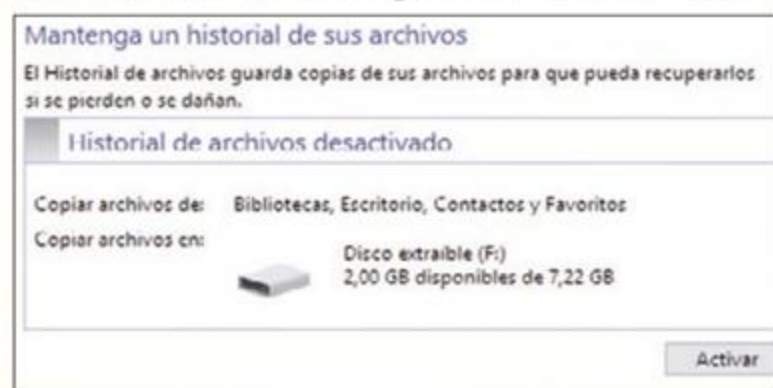 Mantenga un historial de sus archivos
El Historial de archivos guarda copias de sus archivos para que pueda recuperarlos
si se pierden o se dañan.
Historial de archivos desactivado
Copiar archivos de: Bibliotecas, Escritorio, Contactos y Favoritos
Copiar archivos en:
Disco extraíble (F:)
2,00 GB disponibles de 7,22 GB
Activar